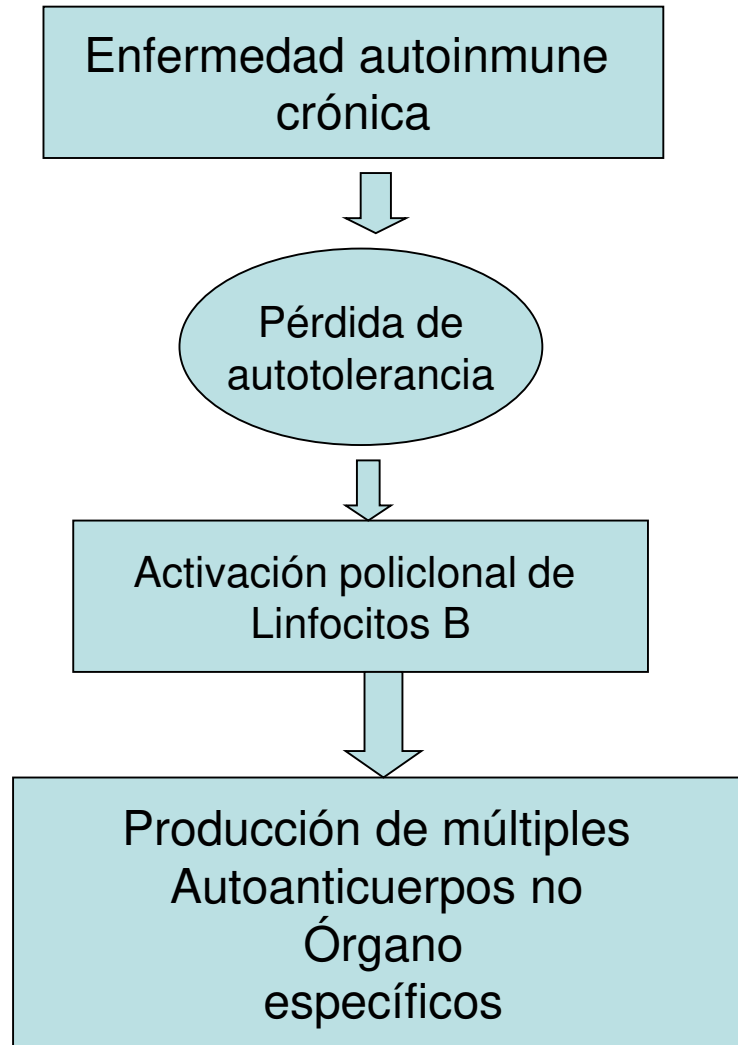 Enfermedad autoinmune
crónica
Pérdida de
autotolerancia
Activación policlonal de
Linfocitos B
Producción de múltiples
Autoanticuerpos no
Órgano
específicos